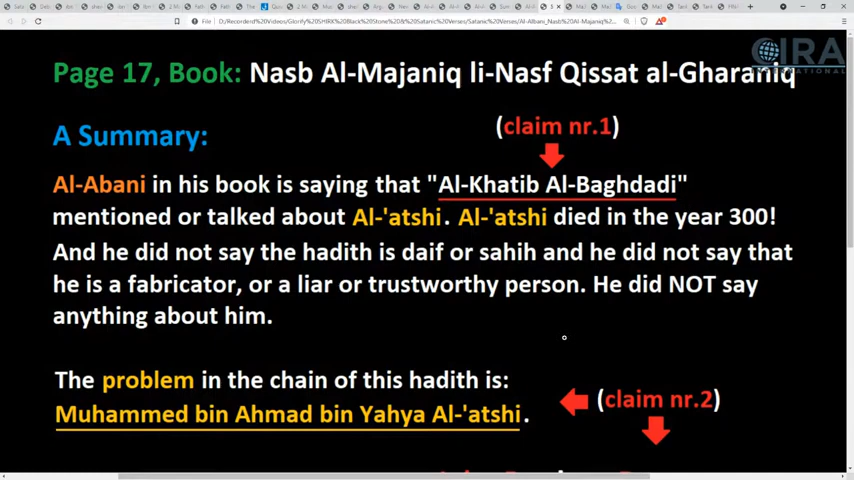 CIRA
INTERNATIONAL
Page 17, Book: Nasb Al-Majaniq li-Nasf Qissat al-Gharaniq
(claim nr.1)
A Summary:
Al-Abani in his book is saying that "Al-Khatib Al-Baghdadi"
mentioned or talked about Al-'atshi. Al-'atshi died in the year 300!
And he did not say the hadith is daif or sahih and he did not say that
he is a fabricator, or a liar or trustworthy person. He did NOT say
anything about him.
The problem in the chain of this hadith is:
(claim nr.2)
Muhammed bin Ahmad bin Yahya Al-'atshi.